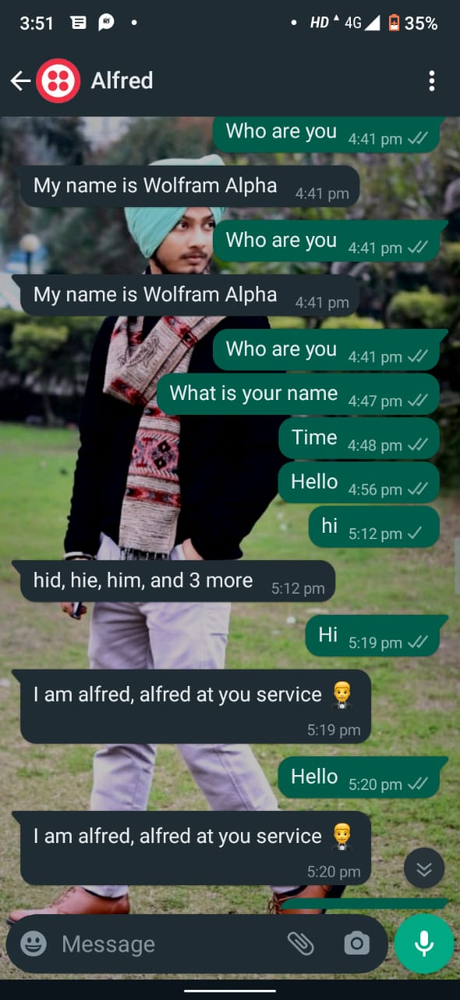 3:51 HD 4G 35%
Alfred
Who are you 4:41 pm
My name is Wolfram Alpha 4:41 pm
Who are you 4:41 pm
My name is Wolfram Alpha 4:41 pm
Who are you 4:41 pm
What is your name 4:47 pm
Time 4:48 pm
Hello 4:56 pm
hi 5:12 pm
hid, hie, him, and 3 more 5:12 pm
Hi 5:19 pm
I am alfred, alfred at you service 🤵
5:19 pm
Hello 5:20 pm
I am alfred, alfred at you service 🤵
5:20 pm
Message